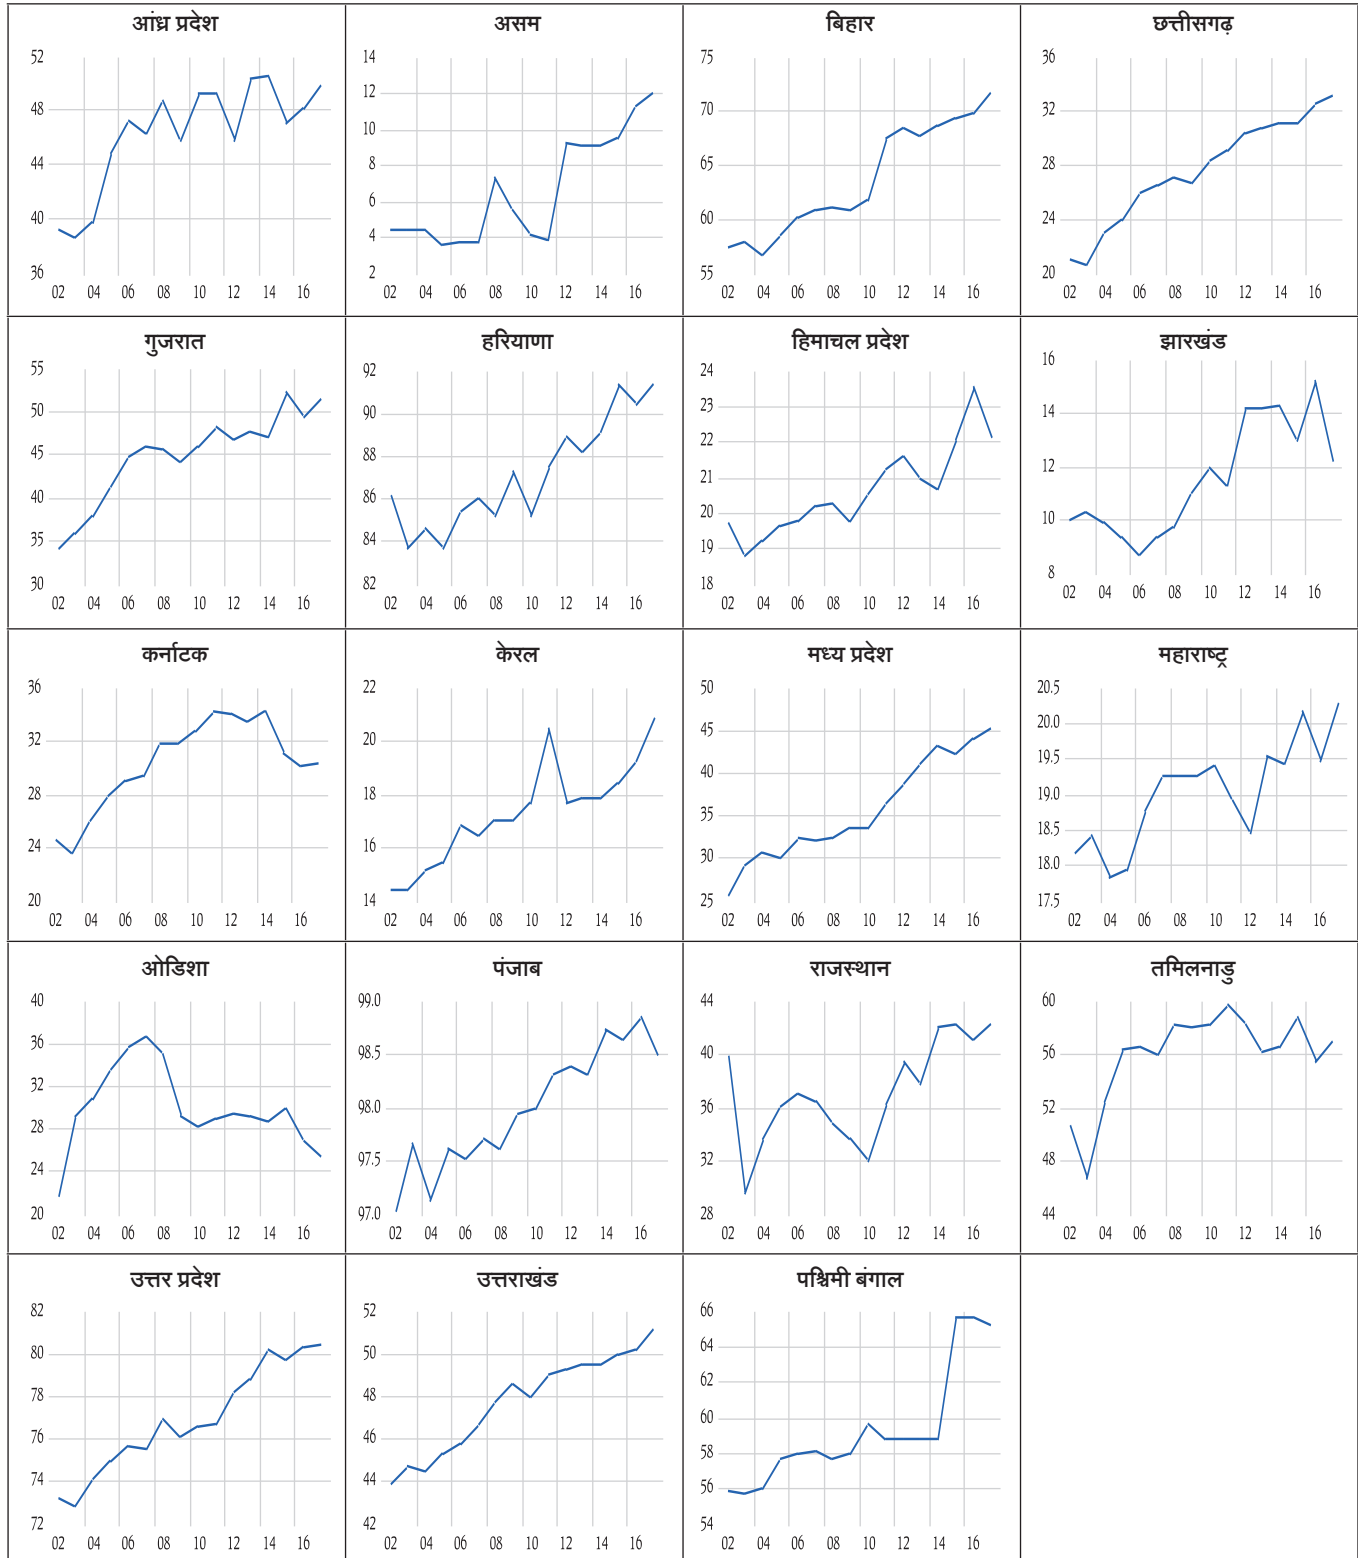 आंध्र प्रदेश
52
48
44
40
36
02 04 06 08 10 12 14 16
असम
14
12
10
8
6
4
2
02 04 06 08 10 12 14 16
बिहार
75
70
65
60
55
02 04 06 08 10 12 14 16
छत्तीसगढ़
36
32
28
24
20
02 04 06 08 10 12 14 16
गुजरात
55
50
45
40
35
30
02 04 06 08 10 12 14 16
हरियाणा
92
90
88
86
84
82
02 04 06 08 10 12 14 16
हिमाचल प्रदेश
24
23
22
21
20
19
18
02 04 06 08 10 12 14 16
झारखंड
16
14
12
10
8
02 04 06 08 10 12 14 16
कर्नाटक
36
32
28
24
20
02 04 06 08 10 12 14 16
केरल
22
20
18
16
14
02 04 06 08 10 12 14 16
मध्य प्रदेश
50
45
40
35
30
25
02 04 06 08 10 12 14 16
महाराष्ट्र
20.5
20.0
19.5
19.0
18.5
18.0
17.5
02 04 06 08 10 12 14 16
ओडिशा
40
36
32
28
24
20
02 04 06 08 10 12 14 16
पंजाब
99.0
98.5
98.0
97.5
97.0
02 04 06 08 10 12 14 16
राजस्थान
44
40
36
32
28
02 04 06 08 10 12 14 16
तमिलनाडु
60
56
52
48
44
02 04 06 08 10 12 14 16
उत्तर प्रदेश
82
80
78
76
74
72
02 04 06 08 10 12 14 16
उत्तराखंड
52
50
48
46
44
42
02 04 06 08 10 12 14 16
पश्चिमी बंगाल
66
64
62
60
58
56
54
02 04 06 08 10 12 14 16